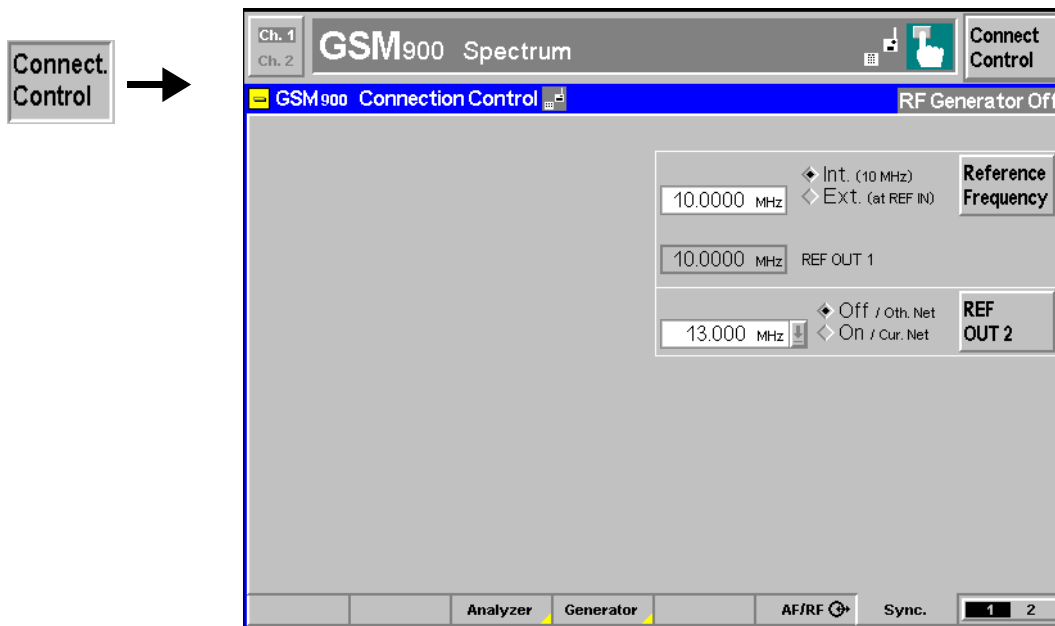 Connect.
Control
Ch. 1
Ch. 2
GSM900 Spectrum
Connect
Control
GSM900 Connection Control
RF Generator Off
10.0000 MHz
Int. (10 MHz)
Ext. (at REF IN)
Reference
Frequency
10.0000 MHz REF OUT 1
13.000 MHz
Off / Oth. Net
On / Cur. Net
REF
OUT 2
Analyzer Generator AF/RF Sync. 1 2